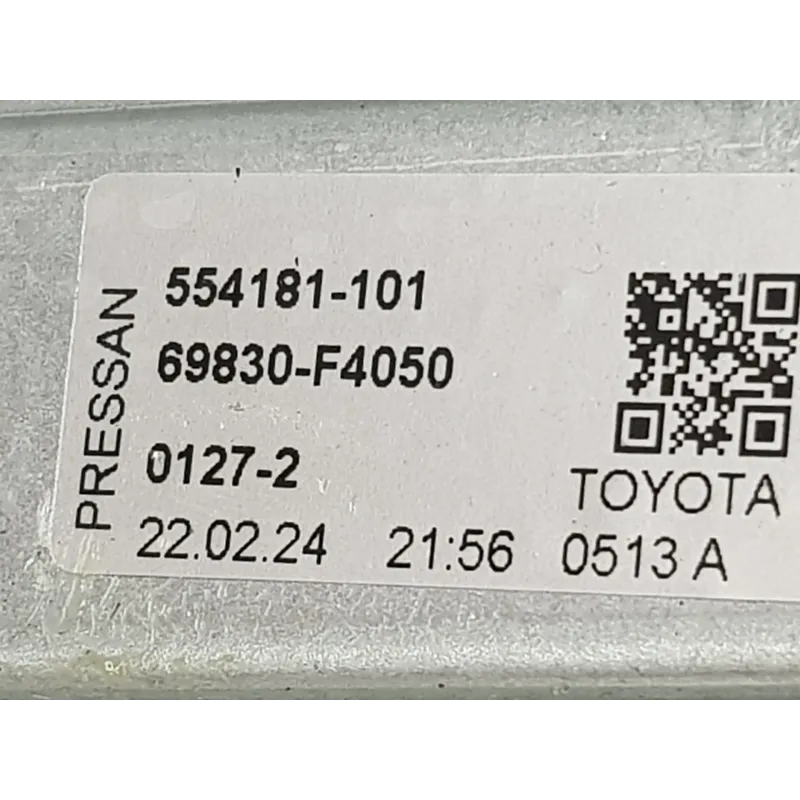 PRESSAN
554181-101
69830-F4050
0127-2
TOYOTA
22.02.24 21:56 0513 A